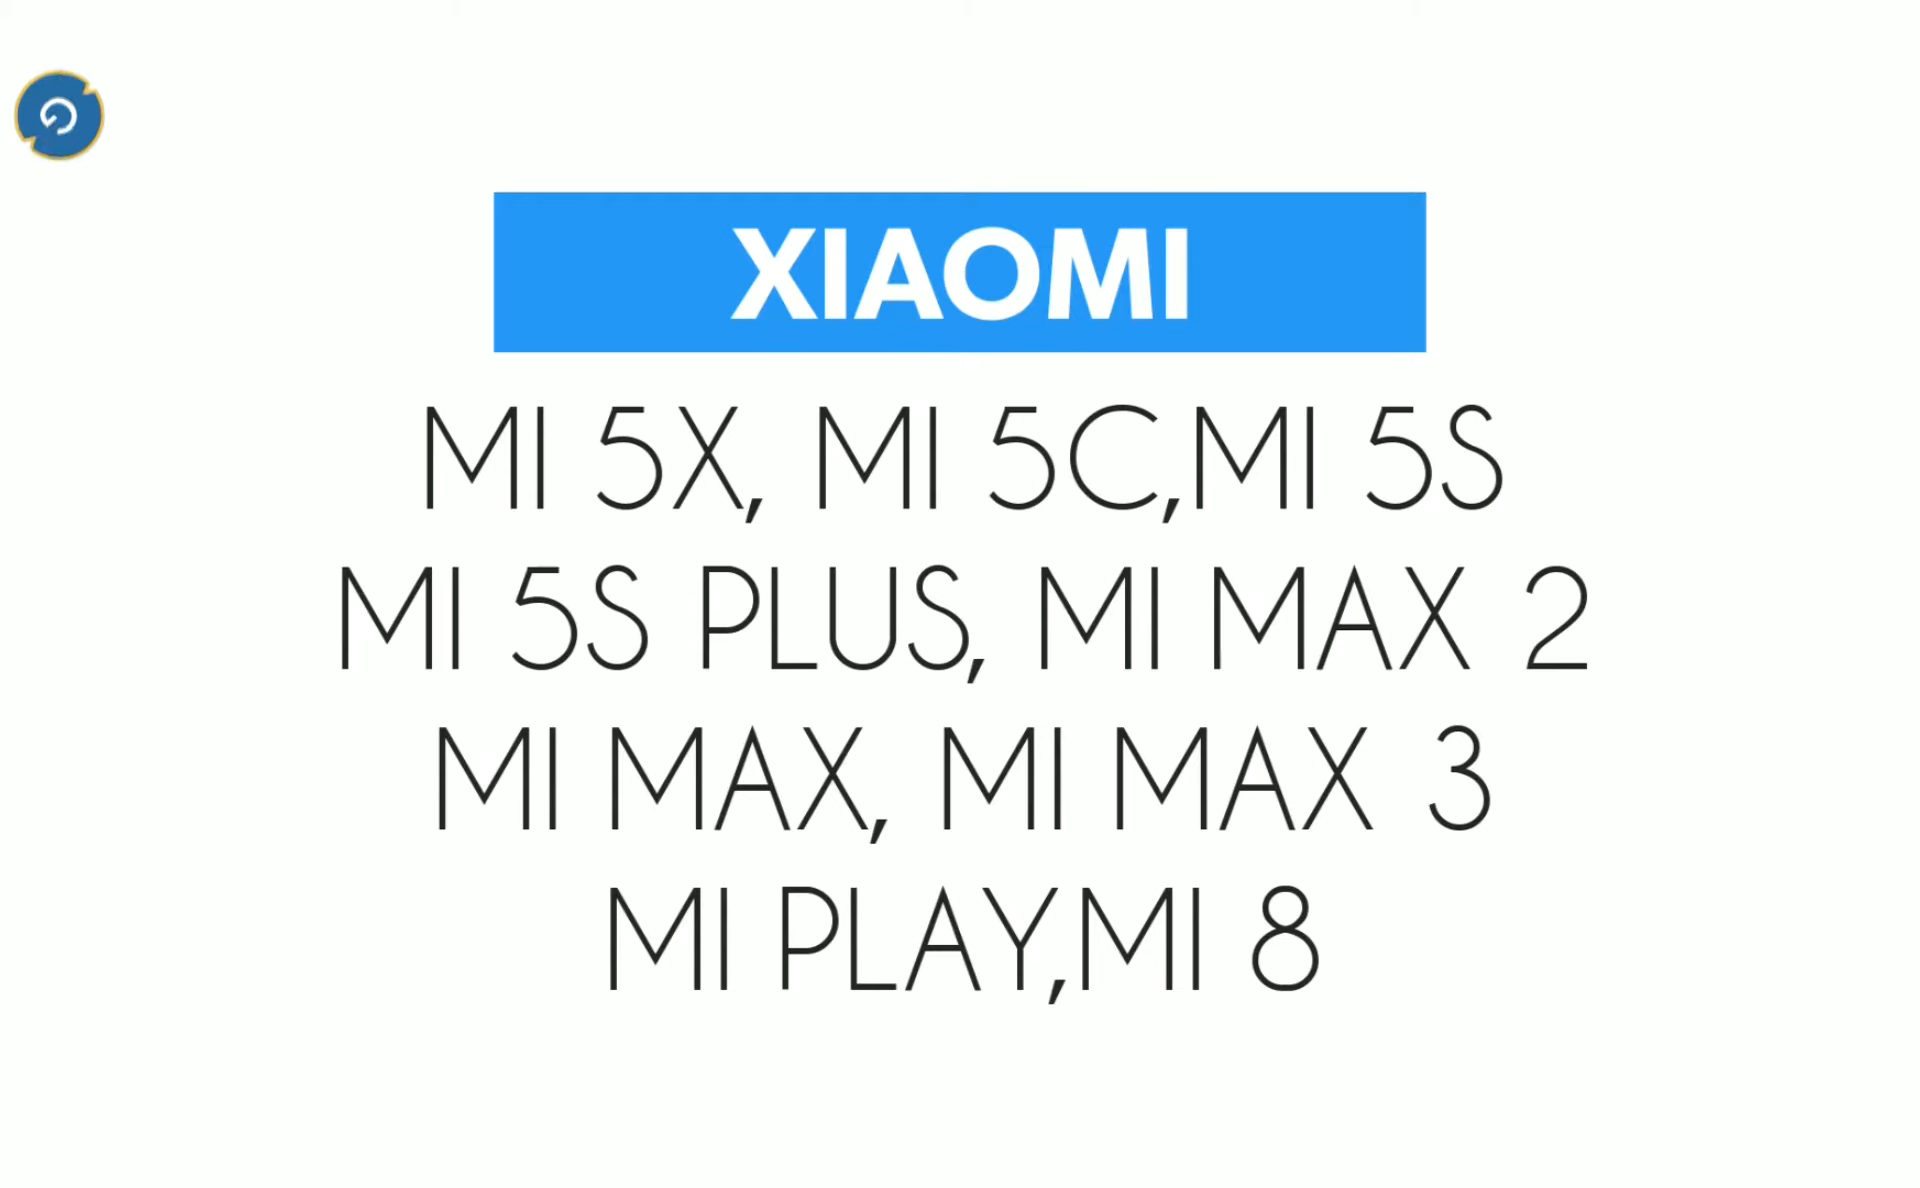 XIAOMI
MI 5X, MI 5C,MI 5S
MI 5S PLUS, MI MAX 2
MI MAX, MI MAX 3
MI PLAY,MI 8